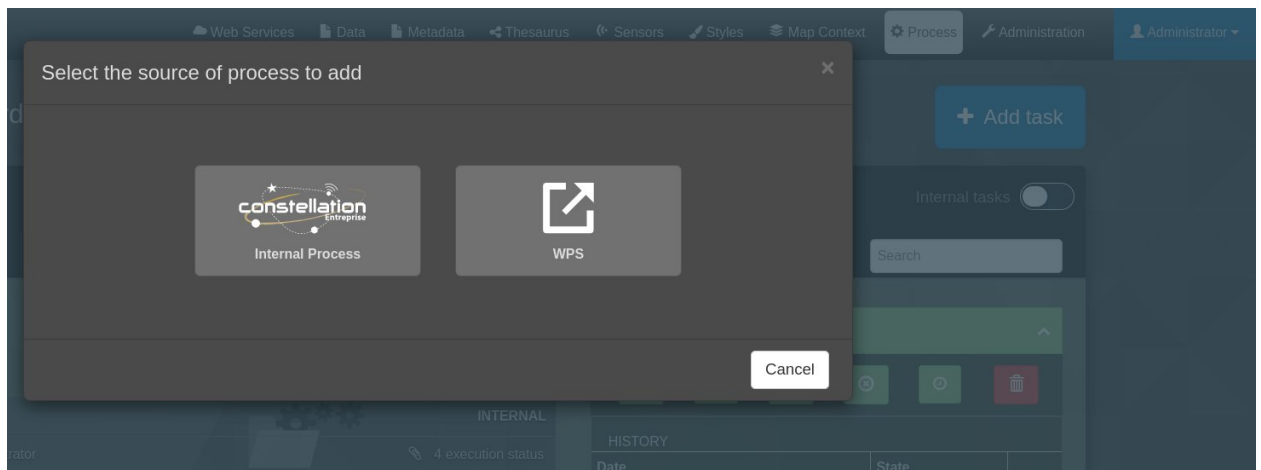 Web Services Data Metadata Thesaurus Sensors Styles Map Context Process Administration Administrator
Select the source of process to add ×
Add task
constellation
Entreprise
Internal Process
WPS
Internal tasks
Search
Cancel
INTERNAL
4 execution status
HISTORY
Date State